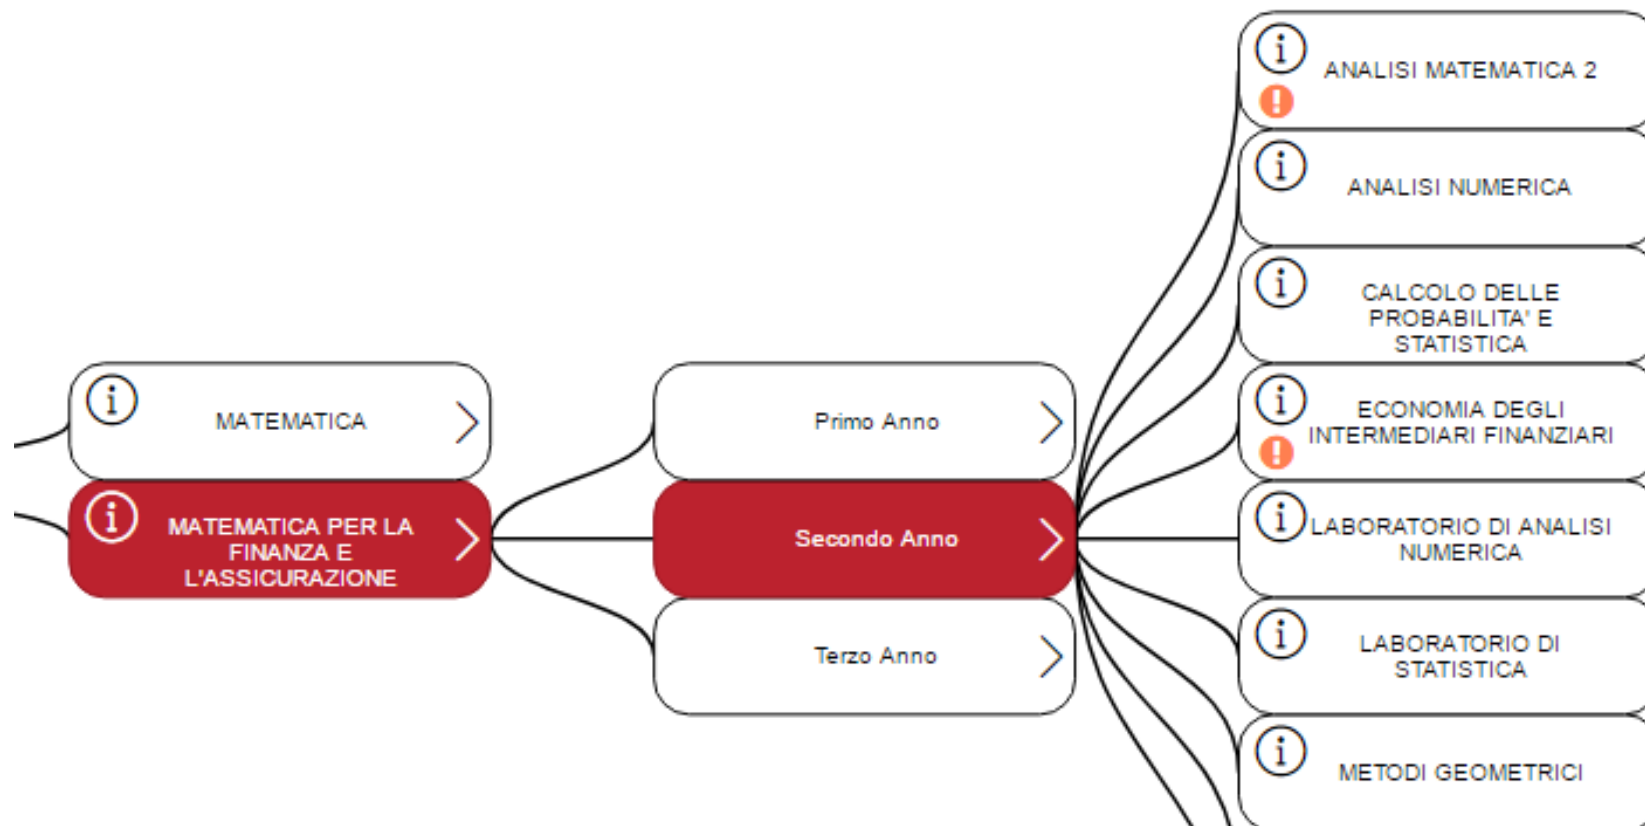 MATEMATICA
MATEMATICA PER LA
FINANZA E
L'ASSICURAZIONE
Primo Anno
Secondo Anno
Terzo Anno
ANALISI MATEMATICA 2
ANALISI NUMERICA
CALCOLO DELLE
PROBABILITA' E
STATISTICA
ECONOMIA DEGLI
INTERMEDIARI FINANZIARI
LABORATORIO DI ANALISI
NUMERICA
LABORATORIO DI
STATISTICA
METODI GEOMETRICI